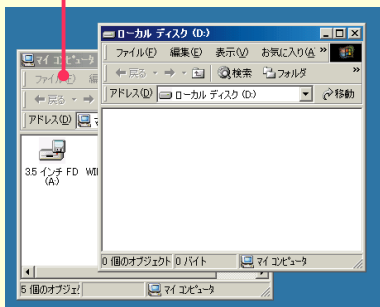 ローカル ディスク (D:)
ファイル(F) 編集(E) 表示(V) お気に入り(A »
戻る 検索 フォルダ »
アドレス(D) ローカル ディスク (D:) 移動
0 個のオブジェクト 0 バイト マイ コンピュータ
マイ コンピュータ
ファイル(F) 編
戻る
アドレス(D) マ
3.5 インチ FD WI
(A:)
5 個のオブジェ! マイ コンピュータ